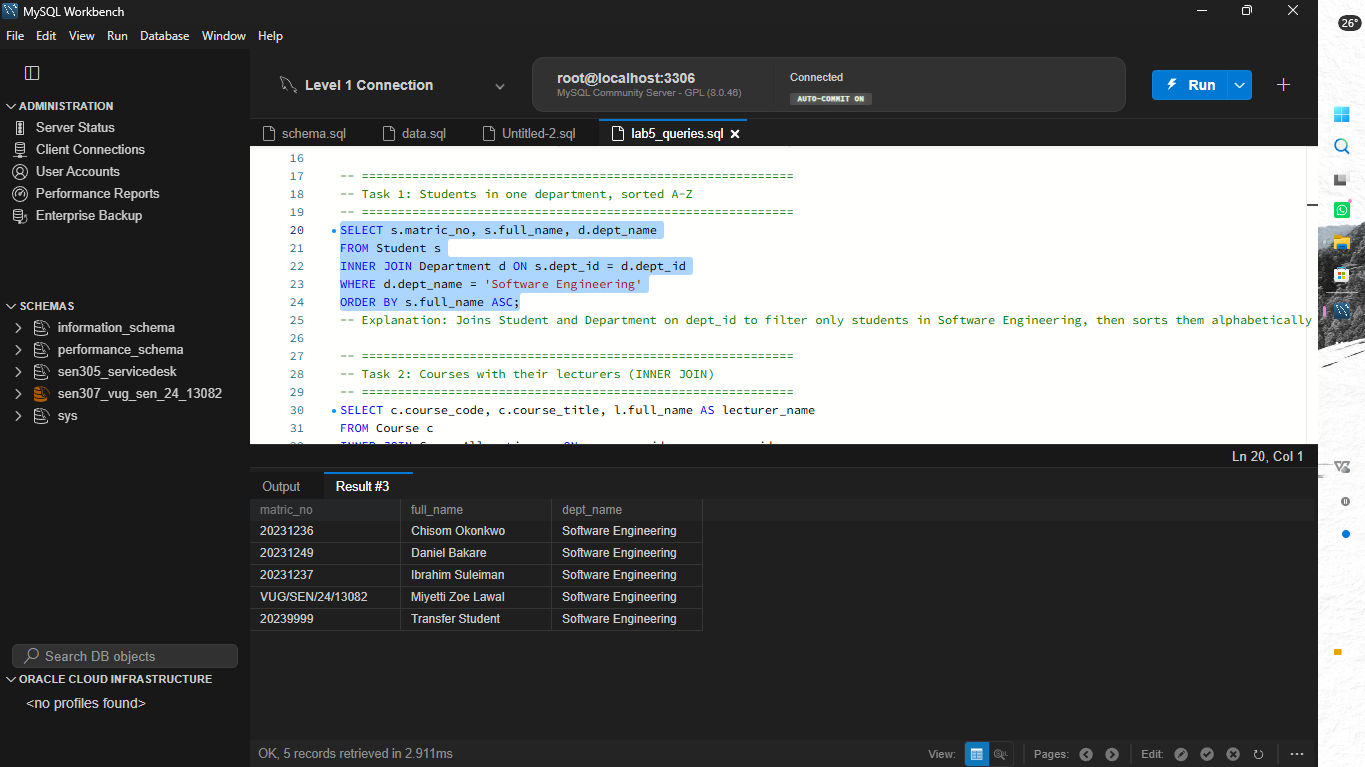 MySQL Workbench
File Edit View Run Database Window Help
26°
Level 1 Connection
root@localhost:3306
MySQL Community Server - GPL (8.0.46)
Connected
AUTO-COMMIT ON
Run
ADMINISTRATION
Server Status
Client Connections
User Accounts
Performance Reports
Enterprise Backup
SCHEMAS
information_schema
performance_schema
sen305_servicedesk
sen307_vug_sen_24_13082
sys
Search DB objects
ORACLE CLOUD INFRASTRUCTURE
<no profiles found>
schema.sql data.sql Untitled-2.sql lab5_queries.sql
16
17 -- ============================================================
18 -- Task 1: Students in one department, sorted A-Z
19 -- ============================================================
20 SELECT s.matric_no, s.full_name, d.dept_name
21 FROM Student s
22 INNER JOIN Department d ON s.dept_id = d.dept_id
23 WHERE d.dept_name = 'Software Engineering'
24 ORDER BY s.full_name ASC;
25 -- Explanation: Joins Student and Department on dept_id to filter only students in Software Engineering, then sorts them alphabetically
26
27 -- ============================================================
28 -- Task 2: Courses with their lecturers (INNER JOIN)
29 -- ============================================================
30 SELECT c.course_code, c.course_title, l.full_name AS lecturer_name
31 FROM Course c
Ln 20, Col 1
Output Result #3
matric_no full_name dept_name
20231236 Chisom Okonkwo Software Engineering
20231249 Daniel Bakare Software Engineering
20231237 Ibrahim Suleiman Software Engineering
VUG/SEN/24/13082 Miyetti Zoe Lawal Software Engineering
20239999 Transfer Student Software Engineering
OK, 5 records retrieved in 2.911ms
View: Pages: Edit: